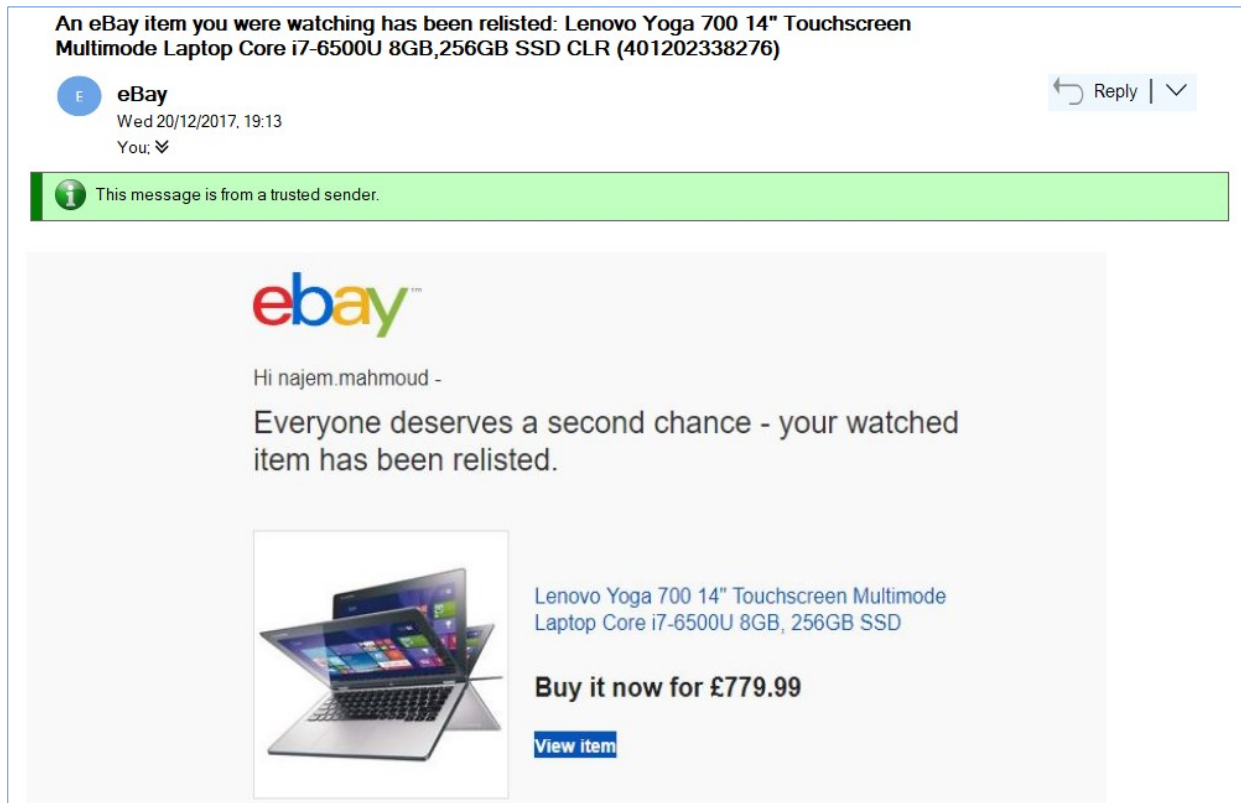 An eBay item you were watching has been relisted: Lenovo Yoga 700 14" Touchscreen
Multimode Laptop Core i7-6500U 8GB,256GB SSD CLR (401202338276)
E
eBay
Wed 20/12/2017, 19:13
You;
Reply
This message is from a trusted sender.
ebay™
Hi najem.mahmoud -
Everyone deserves a second chance - your watched
item has been relisted.
Lenovo Yoga 700 14" Touchscreen Multimode
Laptop Core i7-6500U 8GB, 256GB SSD
Buy it now for £779.99
View item